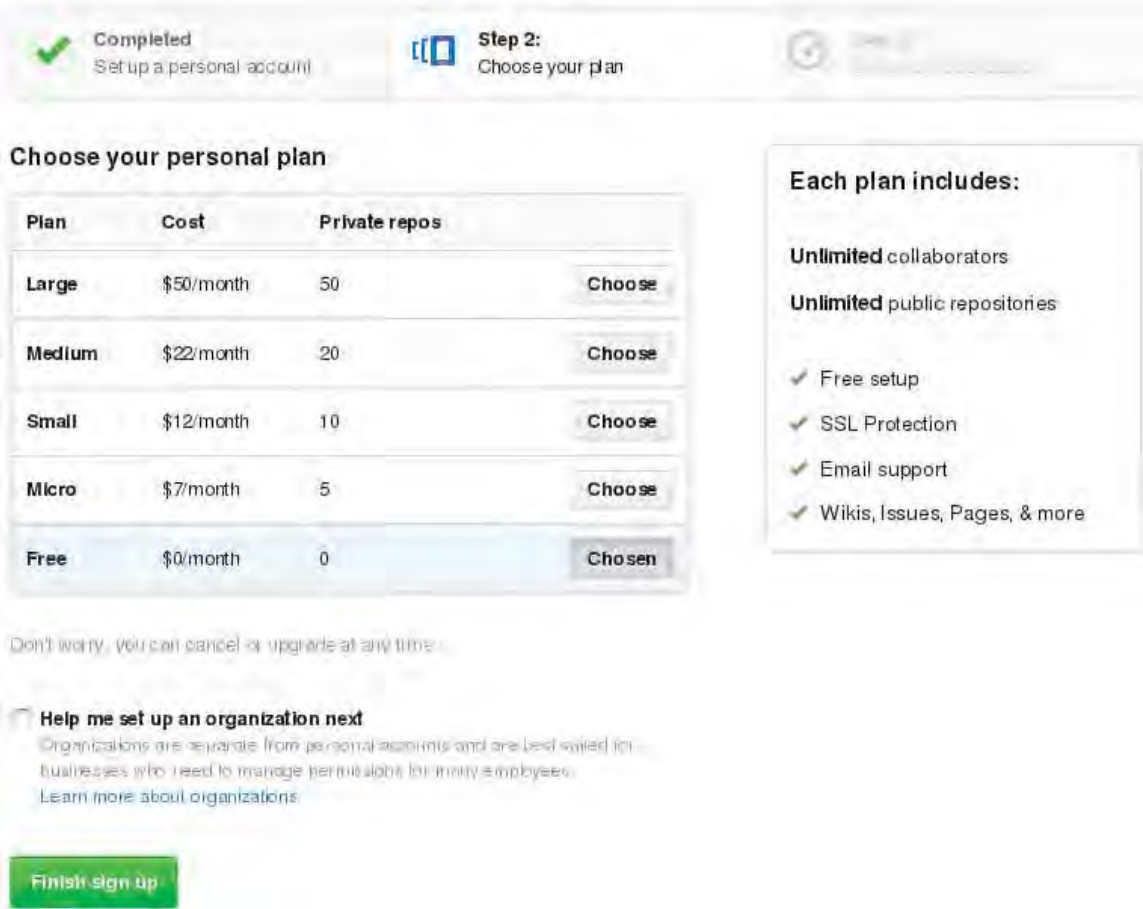 Completed
Set up a personal account
Step 2:
Choose your plan
Choose your personal plan
Plan Cost Private repos
Large $50/month 50 Choose
Medium $22/month 20 Choose
Small $12/month 10 Choose
Micro $7/month 5 Choose
Free $0/month 0 Chosen
Each plan includes:
Unlimited collaborators
Unlimited public repositories
Free setup
SSL Protection
Email support
Wikis, Issues, Pages, & more
Don't worry, you can cancel or upgrade at any time.
Help me set up an organization next
Organizations are separate from personal accounts and are best suited for
businesses who need to manage permissions for many employees.
Learn more about organizations
Finish sign up